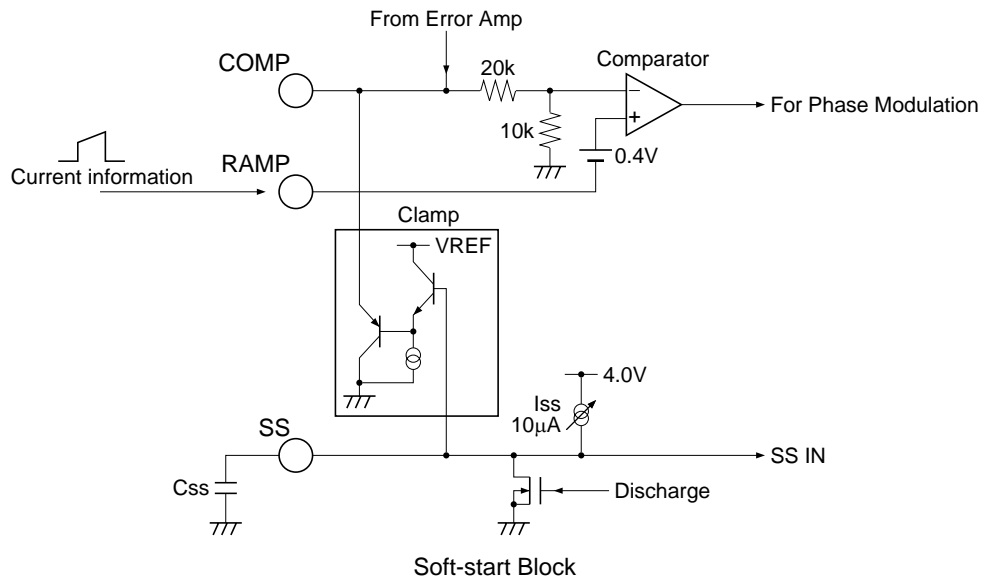 From Error Amp
COMP
20k
Comparator
−
+
For Phase Modulation
10k
0.4V
RAMP
Current information
Clamp
VREF
4.0V
Iss
10μA
SS
SS IN
Css
Discharge
Soft-start Block